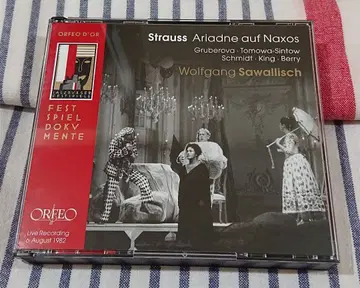 ORFEO D'OR
Strauss Ariadne auf Naxos
Gruberova · Tomowa-Sintow
Schmidt · King · Berry
Wolfgang Sawallisch
FEST
SPIEL
DOKU
MENTE
ORFEO
Live Recording
6 August 1982